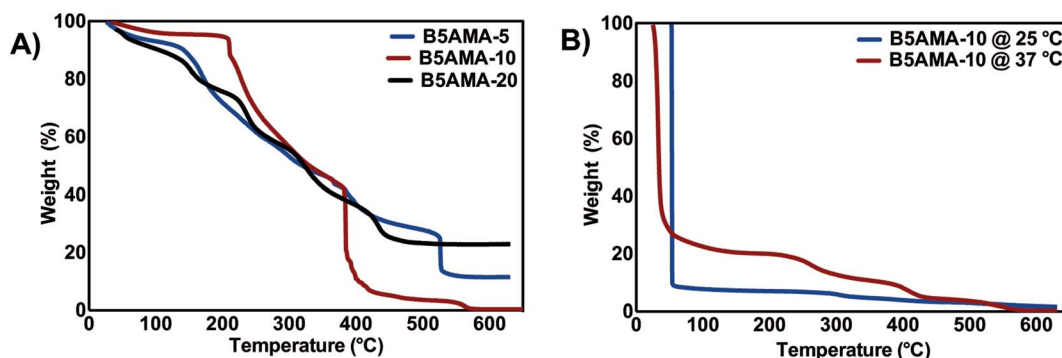 A)
B5AMA-5
B5AMA-10
B5AMA-20
Weight (%)
100
80
60
40
20
0
0 100 200 300 400 500 600
Temperature (°C)
B)
B5AMA-10 @ 25 °C
B5AMA-10 @ 37 °C
Weight (%)
100
80
60
40
20
0
0 100 200 300 400 500 600
Temperature (°C)